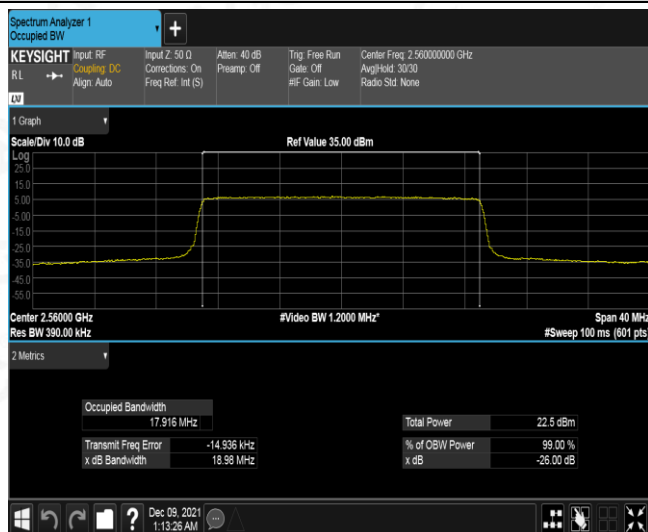 Spectrum Analyzer 1
Occupied BW
KEYSIGHT
Input: RF
Coupling: DC
Align: Auto
Input Z: 50 Ω
Corrections: On
Freq Ref: Int (S)
Atten: 40 dB
Preamp: Off
Trig: Free Run
Gate: Off
#IF Gain: Low
Center Freq: 2.560000000 GHz
Avg|Hold: 30/30
Radio Std: None
R L
LXI
1 Graph
Scale/Div 10.0 dB
Ref Value 35.00 dBm
Log
25.0
15.0
5.00
-5.00
-15.0
-25.0
-35.0
-45.0
-55.0
Center 2.56000 GHz
#Video BW 1.2000 MHz*
Span 40 MHz
Res BW 390.00 kHz
#Sweep 100 ms (601 pts)
2 Metrics
Occupied Bandwidth
17.916 MHz
Total Power 22.5 dBm
Transmit Freq Error -14.936 kHz
% of OBW Power 99.00 %
x dB Bandwidth 18.98 MHz
x dB -26.00 dB
?
Dec 09, 2021
1:13:26 AM